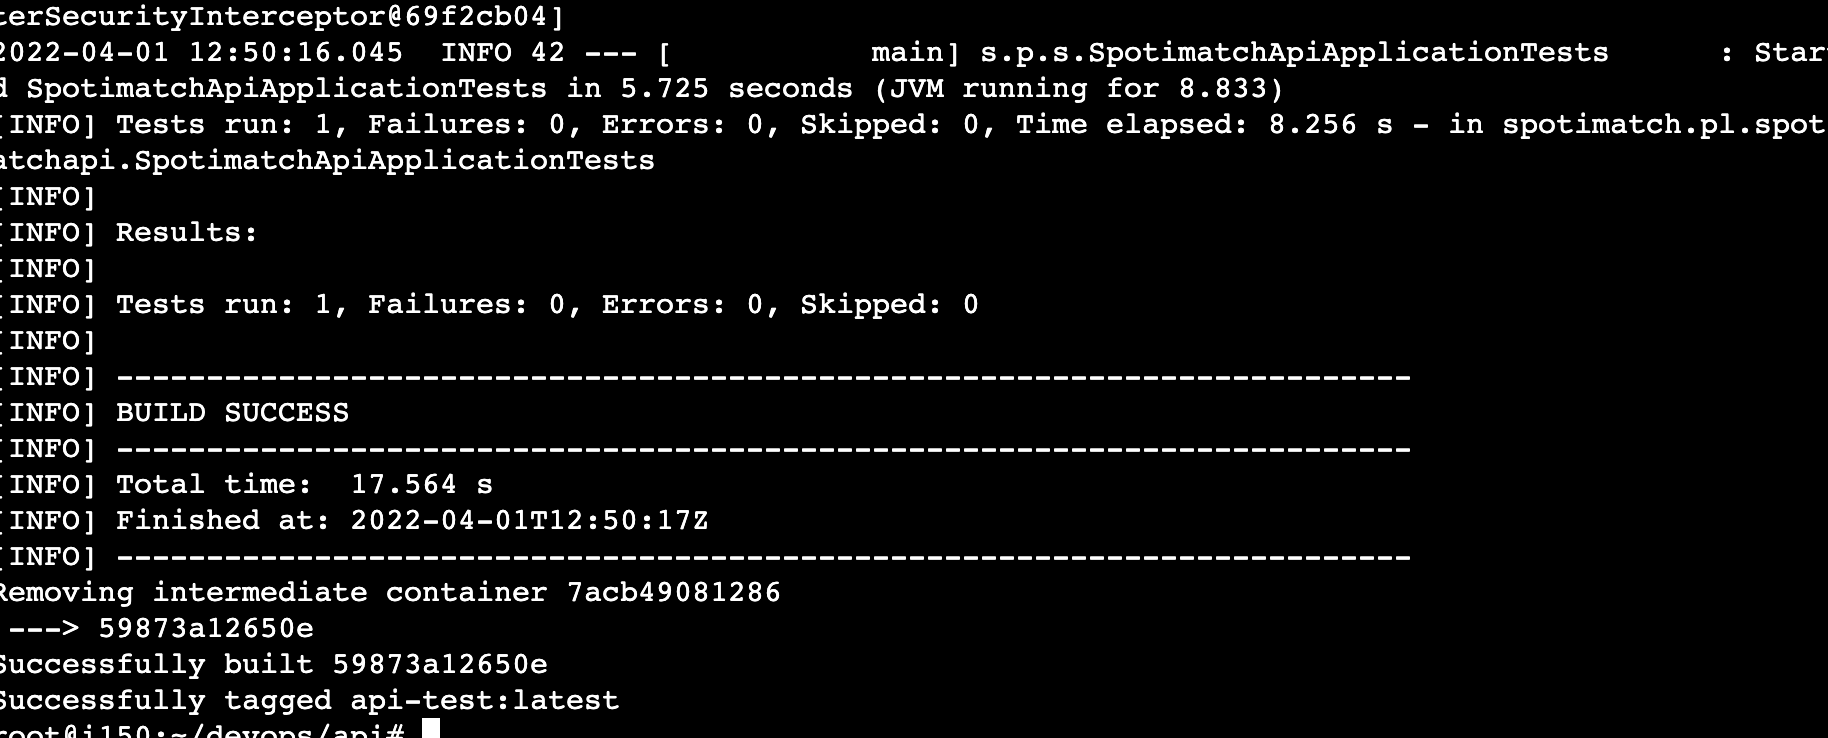 terSecurityInterceptor@69f2cb04]
2022-04-01 12:50:16.045  INFO 42 --- [           main] s.p.s.SpotimatchApiApplicationTests      : Star
d SpotimatchApiApplicationTests in 5.725 seconds (JVM running for 8.833)
[INFO] Tests run: 1, Failures: 0, Errors: 0, Skipped: 0, Time elapsed: 8.256 s - in spotimatch.pl.spot
atchapi.SpotimatchApiApplicationTests
[INFO]
[INFO] Results:
[INFO]
[INFO] Tests run: 1, Failures: 0, Errors: 0, Skipped: 0
[INFO]
[INFO] ------------------------------------------------------------------------
[INFO] BUILD SUCCESS
[INFO] ------------------------------------------------------------------------
[INFO] Total time:  17.564 s
[INFO] Finished at: 2022-04-01T12:50:17Z
[INFO] ------------------------------------------------------------------------
Removing intermediate container 7acb49081286
 ---> 59873a12650e
Successfully built 59873a12650e
Successfully tagged api-test:latest
root@i150:~/devops/api#